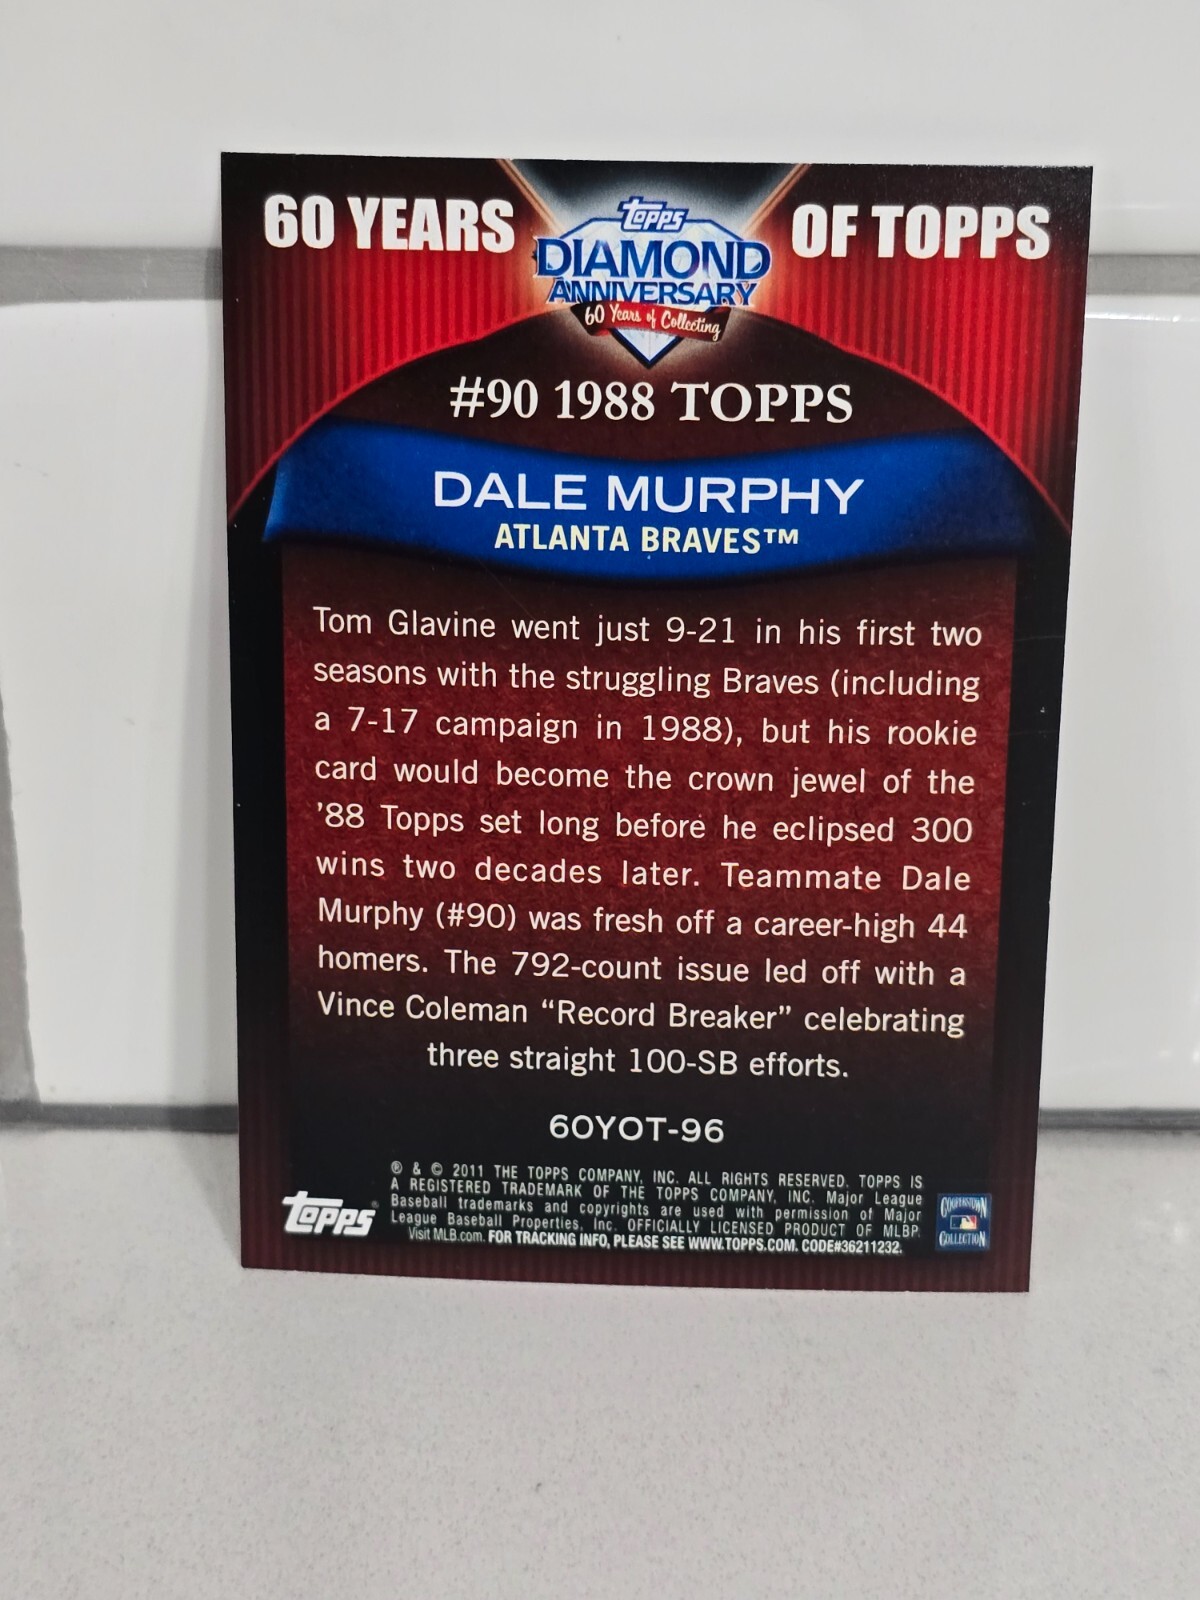 60 YEARS OF TOPPS
Topps
DIAMOND
ANNIVERSARY
60 Years of Collecting
#90 1988 TOPPS
DALE MURPHY
ATLANTA BRAVES™
Tom Glavine went just 9-21 in his first two
seasons with the struggling Braves (including
a 7-17 campaign in 1988), but his rookie
card would become the crown jewel of the
'88 Topps set long before he eclipsed 300
wins two decades later. Teammate Dale
Murphy (#90) was fresh off a career-high 44
homers. The 792-count issue led off with a
Vince Coleman “Record Breaker” celebrating
three straight 100-SB efforts.
60YOT-96
® & © 2011 THE TOPPS COMPANY, INC. ALL RIGHTS RESERVED. TOPPS IS
A REGISTERED TRADEMARK OF THE TOPPS COMPANY, INC. Major League
Baseball trademarks and copyrights are used with permission of Major
League Baseball Properties, Inc. OFFICIALLY LICENSED PRODUCT OF MLBP.
Visit MLB.com. FOR TRACKING INFO, PLEASE SEE WWW.TOPPS.COM. CODE#36211232.
Topps®
COOPERSTOWN
COLLECTION